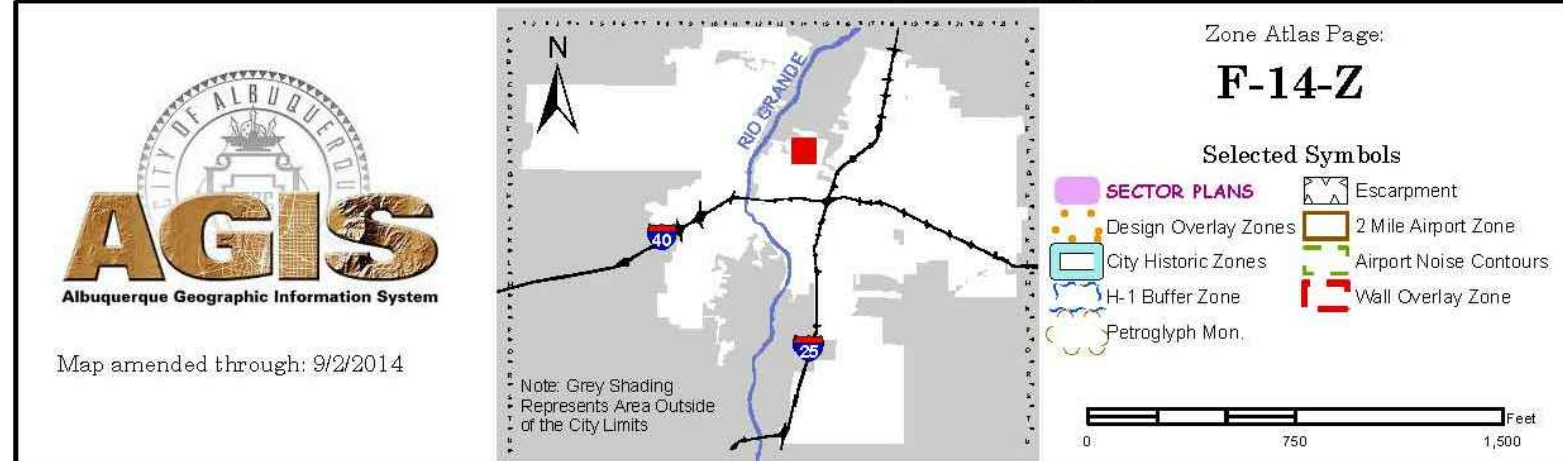 CITY OF ALBUQUERQUE
AGIS
Albuquerque Geographic Information System
Map amended through: 9/2/2014
N
RIO GRANDE
40
25
Note: Grey Shading
Represents Area Outside
of the City Limits
Zone Atlas Page:
F-14-Z
Selected Symbols
SECTOR PLANS
Escarpment
Design Overlay Zones
2 Mile Airport Zone
City Historic Zones
Airport Noise Contours
H-1 Buffer Zone
Wall Overlay Zone
Petroglyph Mon.
Feet
0 750 1,500